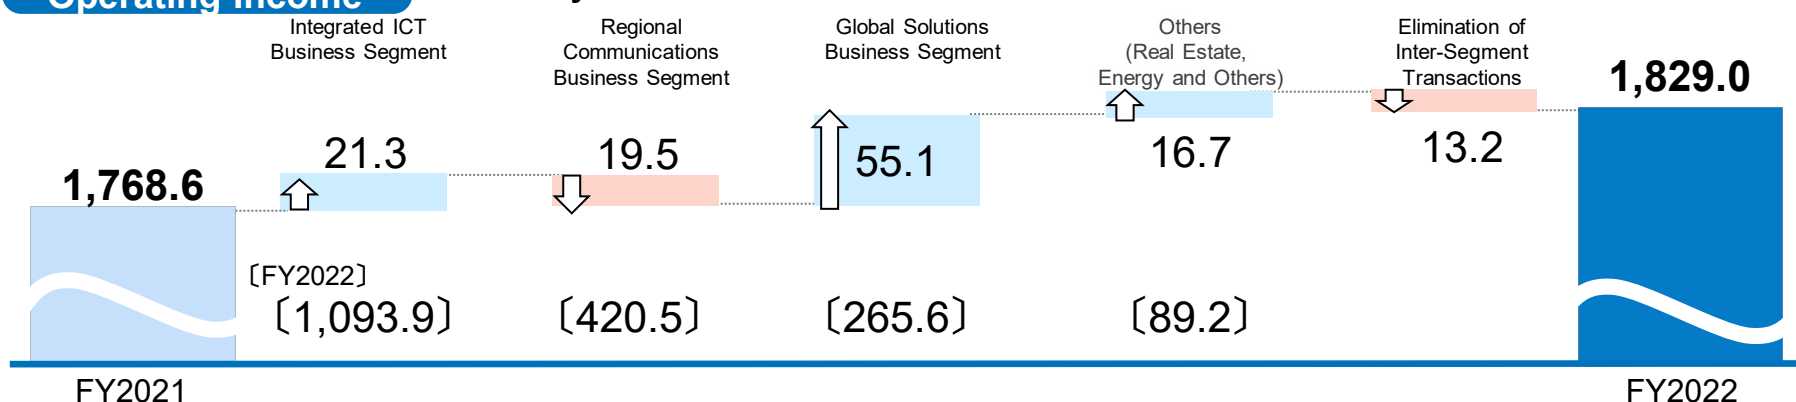 Operating Income
Integrated ICT
Business Segment
Regional
Communications
Business Segment
Global Solutions
Business Segment
Others
(Real Estate,
Energy and Others)
Elimination of
Inter-Segment
Transactions
1,768.6
21.3
19.5
55.1
16.7
13.2
1,829.0
〔FY2022〕
〔1,093.9〕
〔420.5〕
〔265.6〕
〔89.2〕
FY2021
FY2022